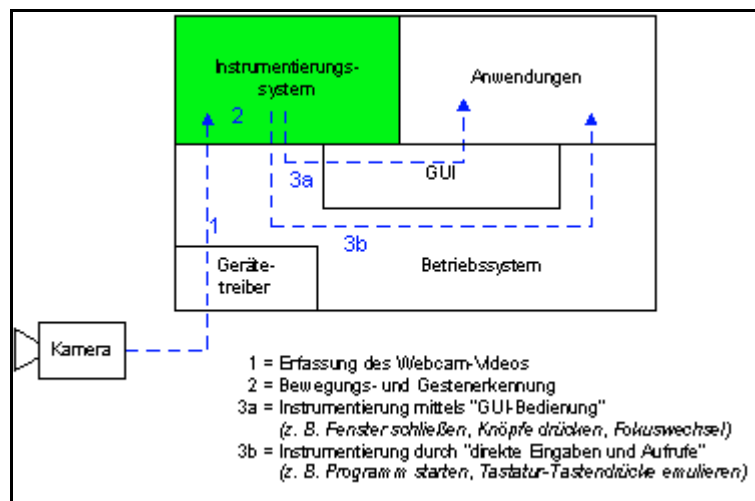 Instrumentierungs-
system
Anwendungen
2
3a
GUI
1
3b
Geräte-
treiber
Betriebssystem
Kamera
1 = Erfassung des Webcam-Videos
2 = Bewegungs- und Gestenerkennung
3a = Instrumentierung mittels "GUI-Bedienung"
(z. B. Fenster schließen, Knöpfe drücken, Fokuswechsel)
3b = Instrumentierung durch "direkte Eingaben und Aufrufe"
(z. B. Programm starten, Tastatur-Tastendrücke emulieren)